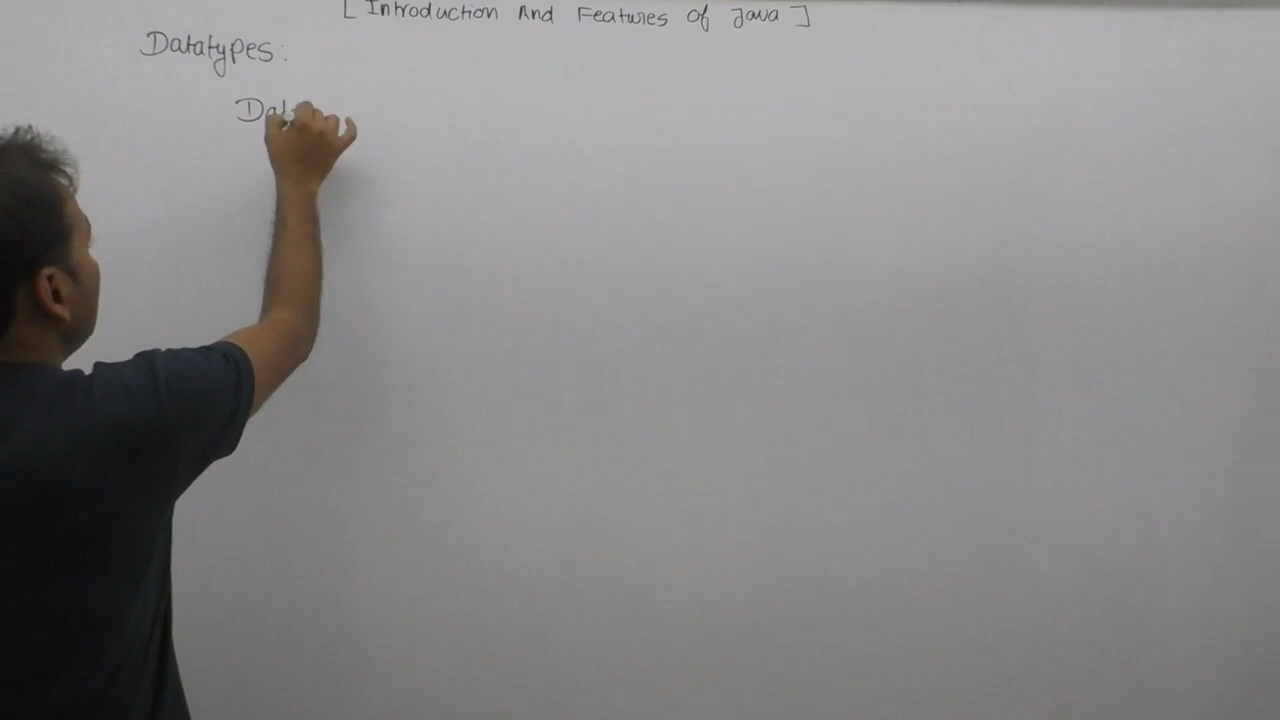 [ Introduction And Features of Java ]
Datatypes: